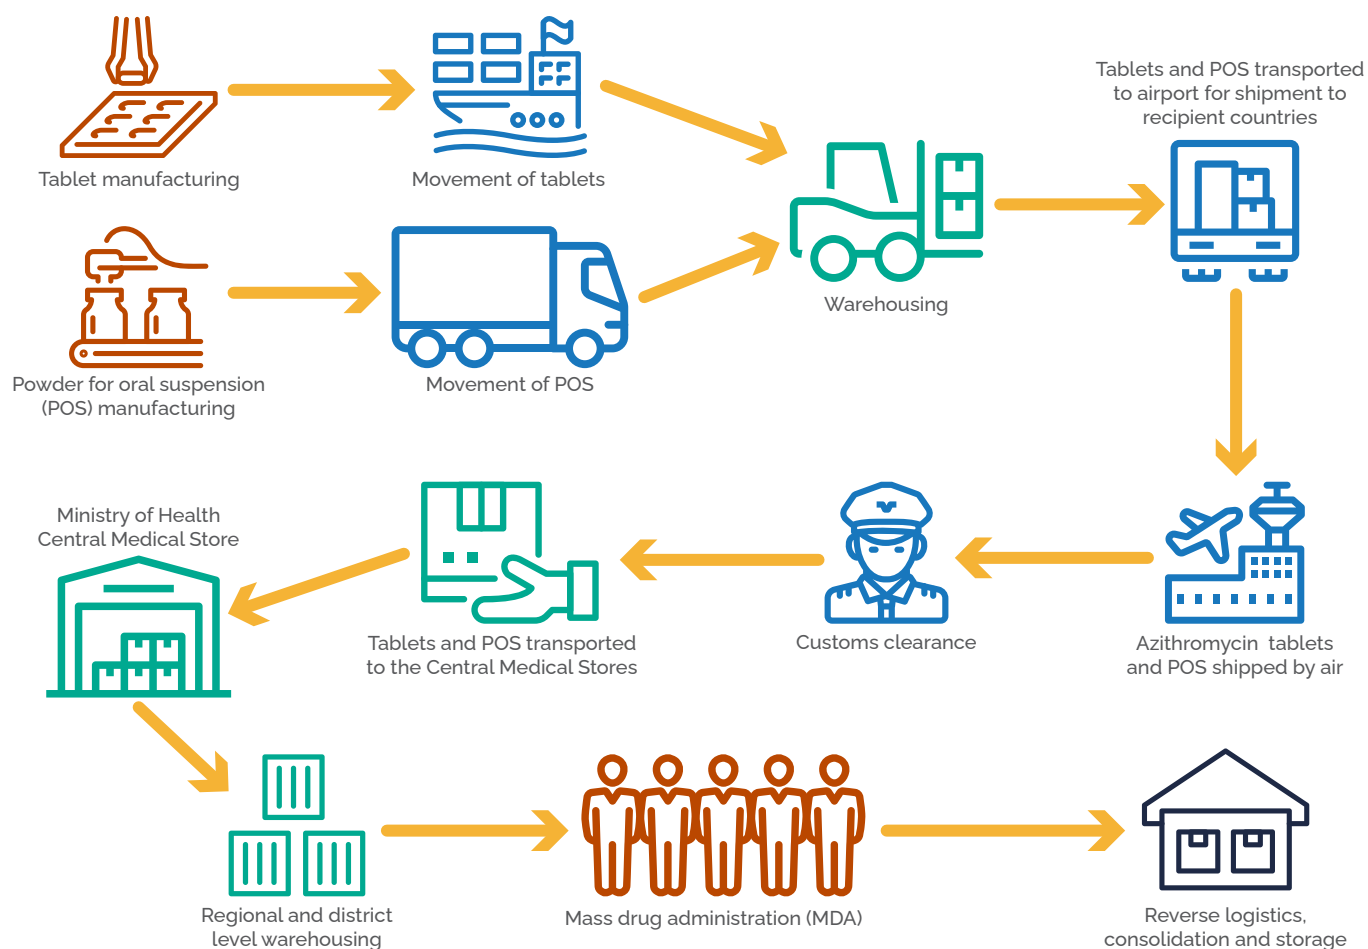 Tablet manufacturing
Movement of tablets
Tablets and POS transported
to airport for shipment to
recipient countries
Warehousing
Powder for oral suspension
(POS) manufacturing
Movement of POS
Ministry of Health
Central Medical Store
Tablets and POS transported
to the Central Medical Stores
Customs clearance
Azithromycin tablets
and POS shipped by air
Regional and district
level warehousing
Mass drug administration (MDA)
Reverse logistics,
consolidation and storage